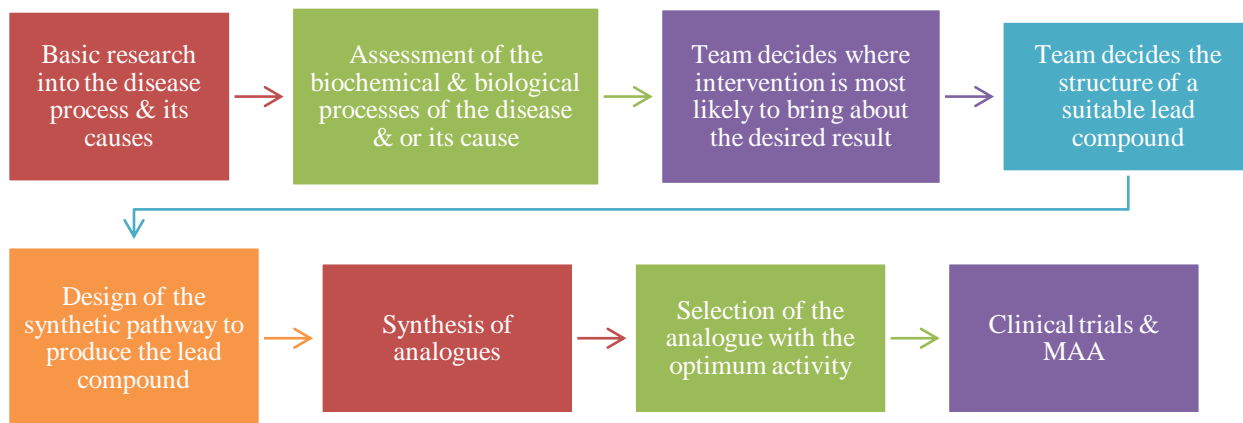 Basic research
into the disease
process & its
causes
Assessment of the
biochemical & biological
processes of the disease
& or its cause
Team decides where
intervention is most
likely to bring about
the desired result
Team decides the
structure of a
suitable lead
compound
Design of the
synthetic pathway to
produce the lead
compound
Synthesis of
analogues
Selection of the
analogue with the
optimum activity
Clinical trials &
MAA